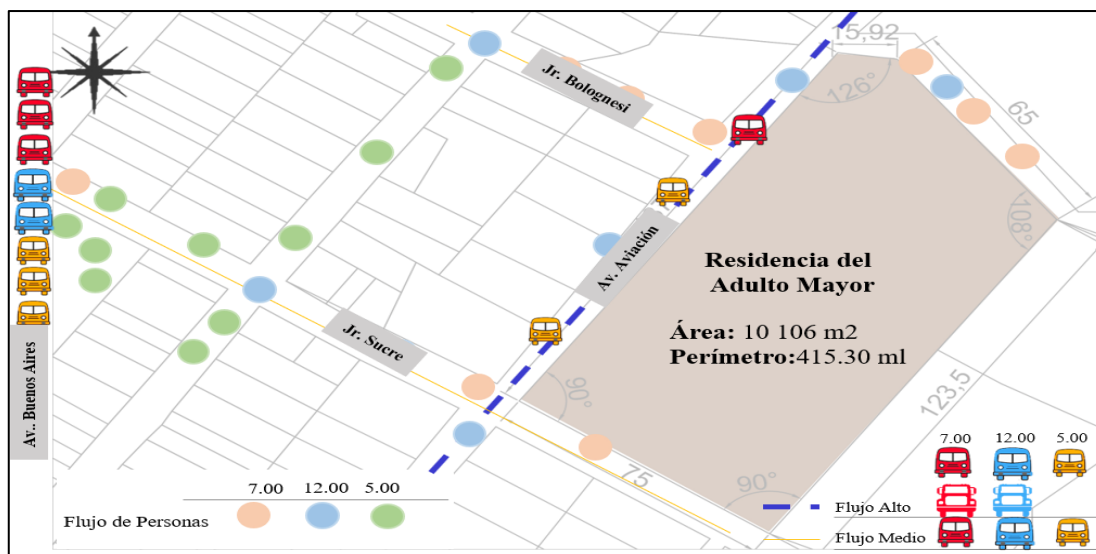 15,92
126°
65
Jr. Bolognesi
108°
Av. Aviación
Residencia del
Adulto Mayor
Área: 10 106 m2
Perímetro:415.30 ml
Jr. Sucre
Av.. Buenos Aires
90°
123,5
75
90°
7.00 12.00 5.00
Flujo de Personas
7.00 12.00 5.00
Flujo Alto
Flujo Medio